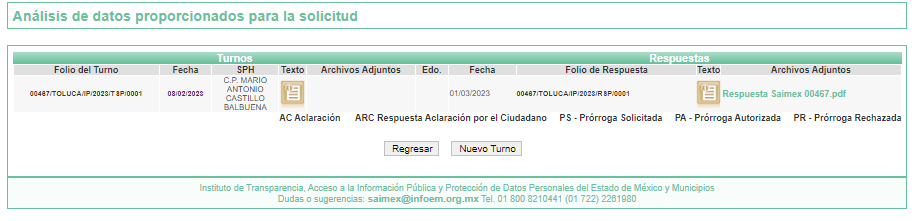 Análisis de datos proporcionados para la solicitud
Turnos Respuestas
Folio del Turno Fecha SPH Texto Archivos Adjuntos Edo. Fecha Folio de Respuesta Texto Archivos Adjuntos
00467/TOLUCA/IP/2023/TSP/0001 08/02/2023 C.P. MARIO ANTONIO CASTILLO BALBUENA 01/03/2023 00467/TOLUCA/IP/2023/RSP/0001 Respuesta Saimex 00467.pdf
AC Aclaración ARC Respuesta Aclaración por el Ciudadano PS - Prórroga Solicitada PA - Prórroga Autorizada PR - Prórroga Rechazada
Regresar Nuevo Turno
Instituto de Transparencia, Acceso a la Información Pública y Protección de Datos Personales del Estado de México y Municipios
Dudas o sugerencias: saimex@infoem.org.mx Tel. 01 800 8210441 (01 722) 2261980